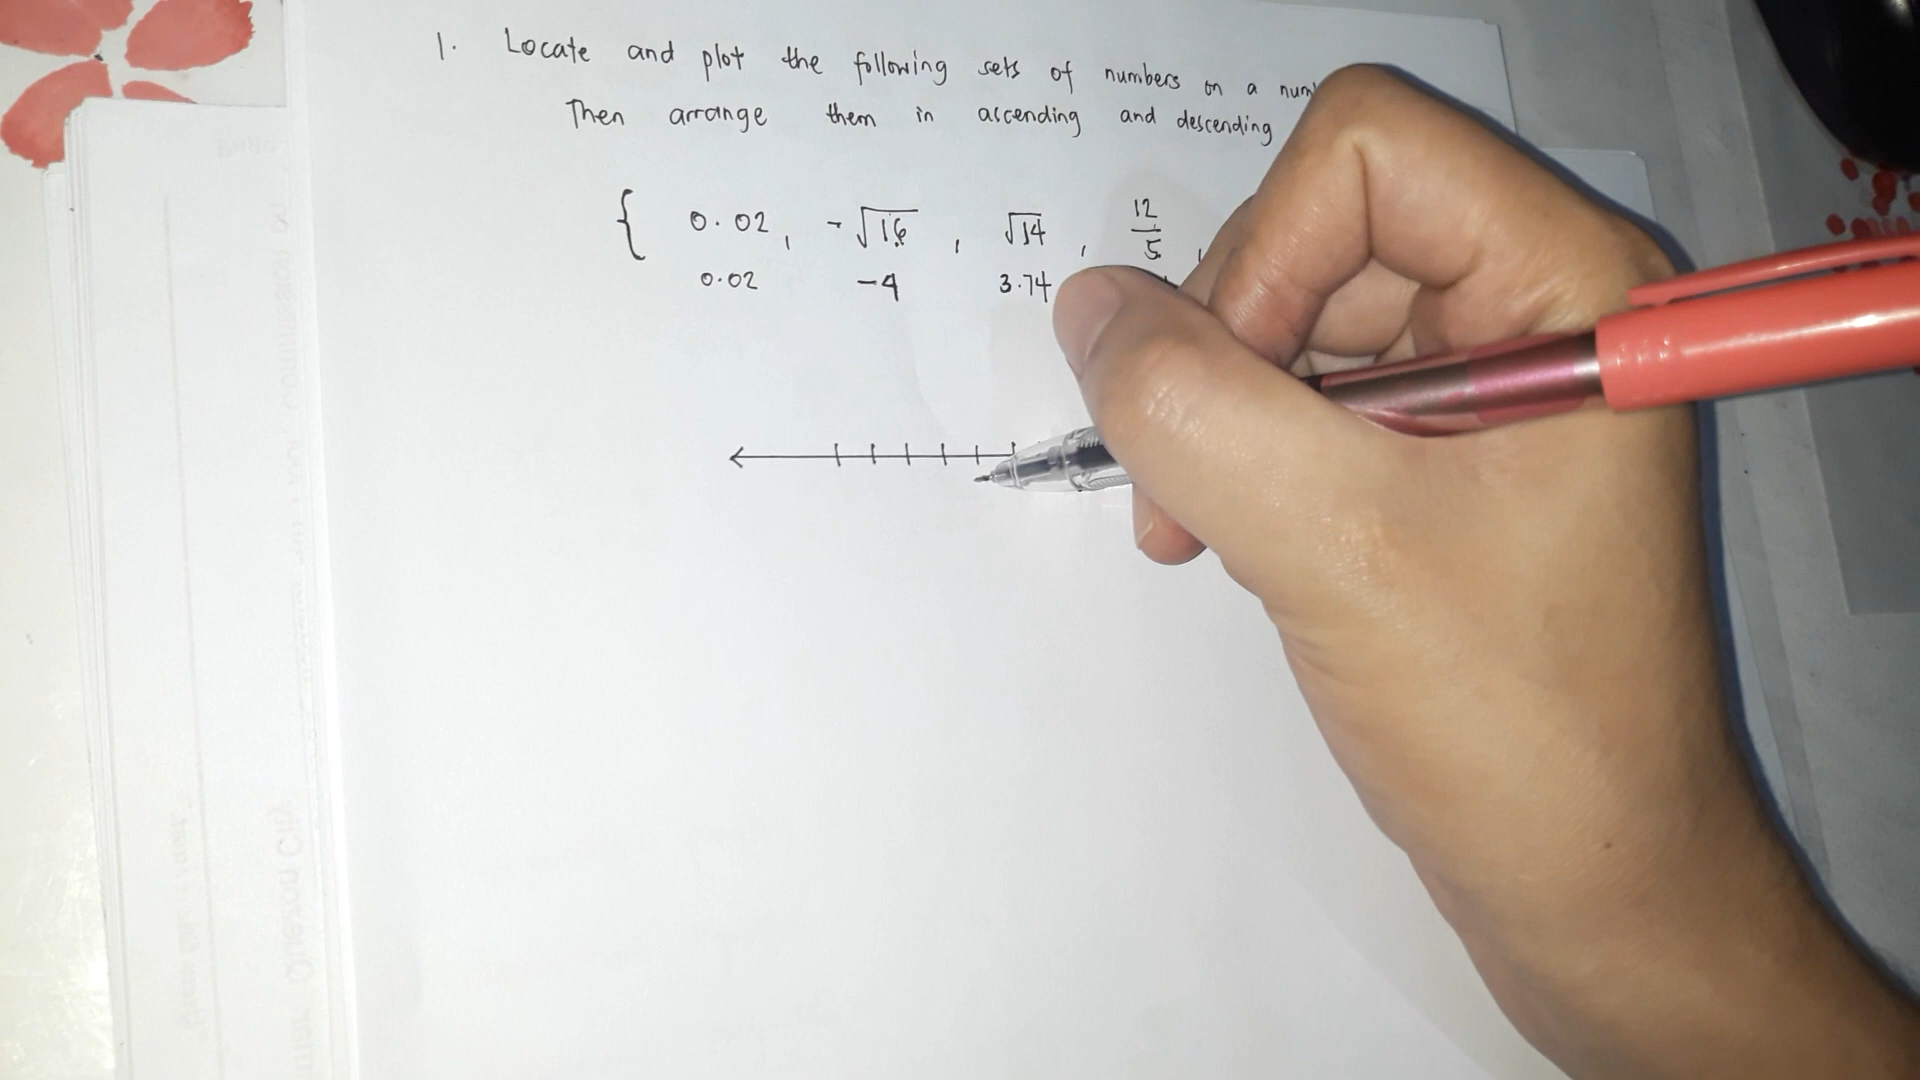 1. Locate and plot the following sets of numbers on a
Then arrange them in ascending and descending
{ 0.02, -√16, √14, 12/5,
0.02 -4 3.74